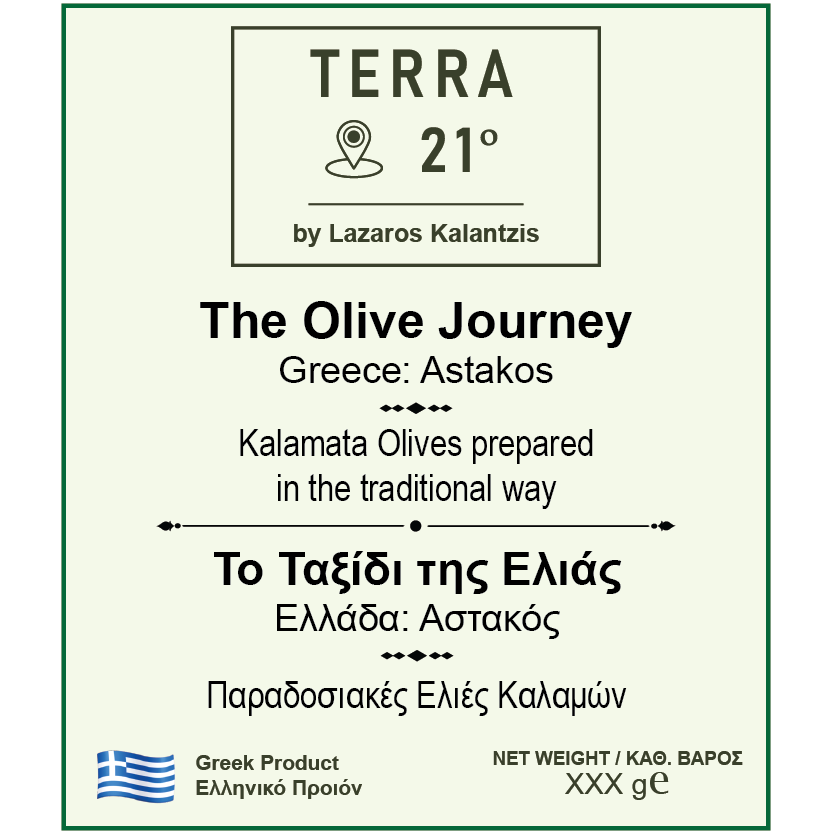 TERRA
21º
by Lazaros Kalantzis
The Olive Journey
Greece: Astakos
Kalamata Olives prepared
in the traditional way
Το Ταξίδι της Ελιάς
Ελλάδα: Αστακός
Παραδοσιακές Ελιές Καλαμών
Greek Product
Ελληνικό Προιόν
NET WEIGHT / ΚΑΘ. ΒΑΡΟΣ
XXX g℮